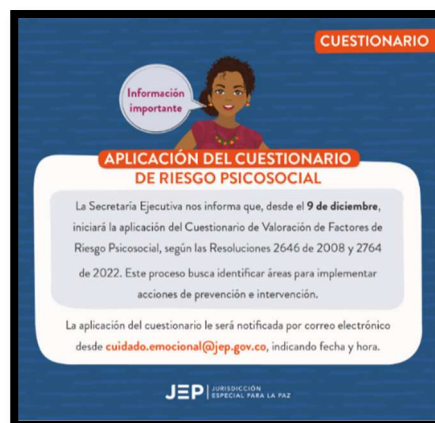 CUESTIONARIO
Información
importante
APLICACIÓN DEL CUESTIONARIO
DE RIESGO PSICOSOCIAL
La Secretaría Ejecutiva nos informa que, desde el 9 de diciembre,
iniciará la aplicación del Cuestionario de Valoración de Factores de
Riesgo Psicosocial, según las Resoluciones 2646 de 2008 y 2764
de 2022. Este proceso busca identificar áreas para implementar
acciones de prevención e intervención.
La aplicación del cuestionario le será notificada por correo electrónico
desde cuidado.emocional@jep.gov.co, indicando fecha y hora.
JEP | JURISDICCIÓN
ESPECIAL PARA LA PAZ